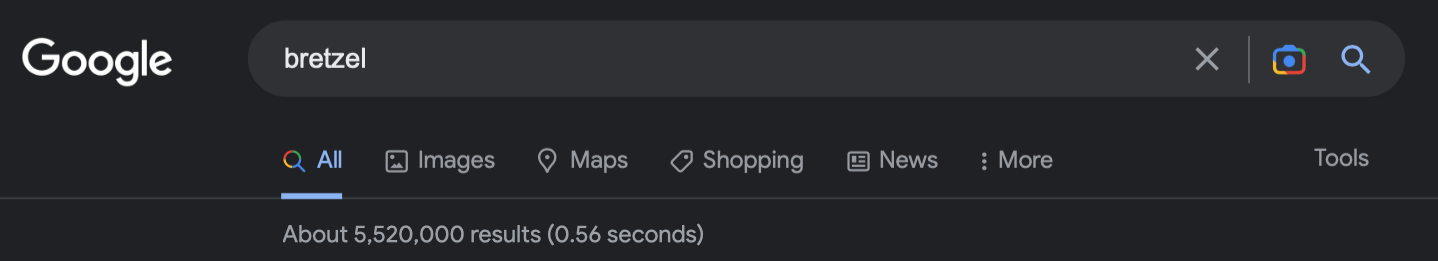 Google bretzel
All Images Maps Shopping News More Tools
About 5,520,000 results (0.56 seconds)